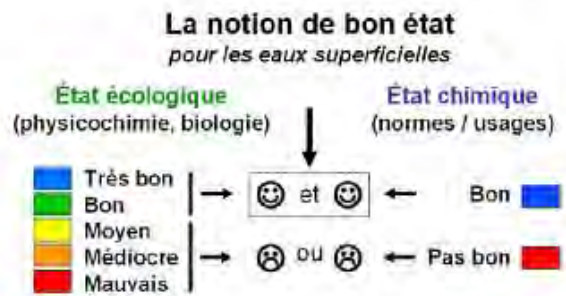 La notion de bon état
pour les eaux superficielles
État écologique
(physicochimie, biologie)
État chimique
(normes / usages)
Très bon
Bon
Moyen
Médiocre
Mauvais
et
ou
Bon
Pas bon